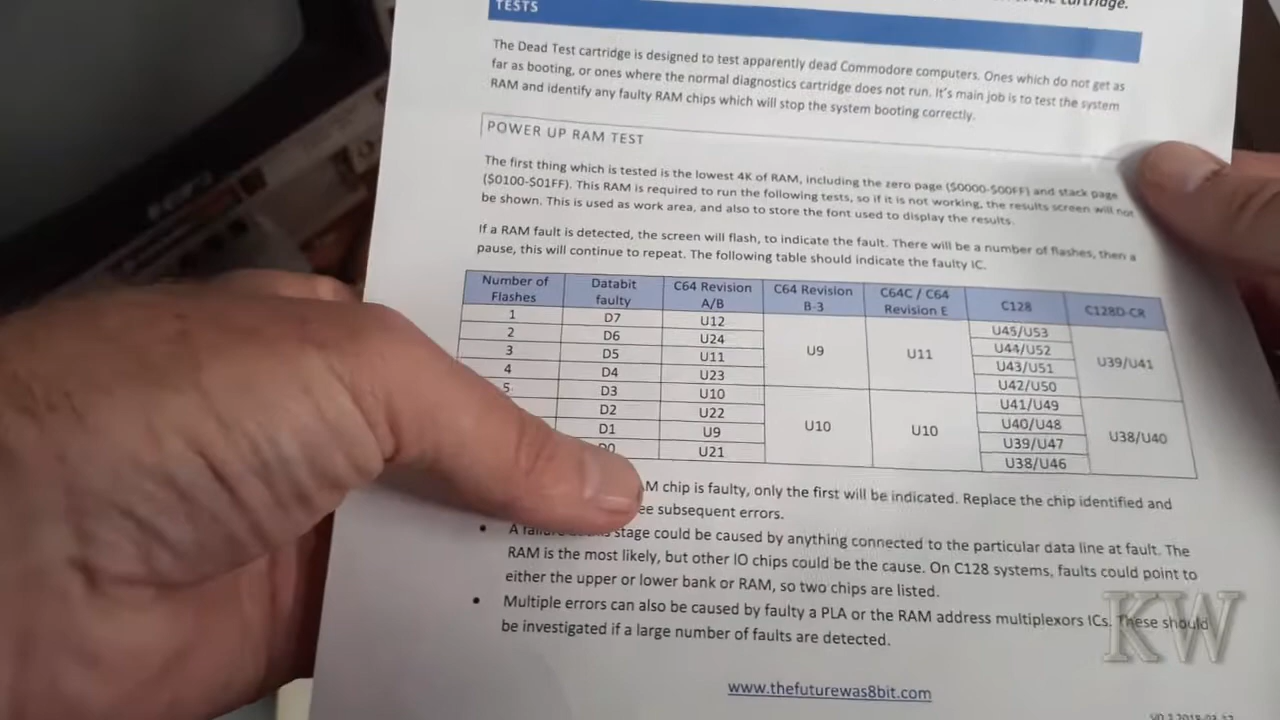 cartridge.
TESTS
The Dead Test cartridge is designed to test apparently dead Commodore computers. Ones which do not get as
far as booting, or ones where the normal diagnostics cartridge does not run. It's main job is to test the system
RAM and identify any faulty RAM chips which will stop the system booting correctly.
POWER UP RAM TEST
The first thing which is tested is the lowest 4K of RAM, including the zero page ($0000-$00FF) and stack page
($0100-$01FF). This RAM is required to run the following tests, so if it is not working, the results screen will not
be shown. This is used as work area, and also to store the font used to display the results.
If a RAM fault is detected, the screen will flash, to indicate the fault. There will be a number of flashes, then a
pause, this will continue to repeat. The following table should indicate the faulty IC.
Number of Flashes Databit faulty C64 Revision A/B C64 Revision B-3 C64C / C64 Revision E C128 C128D-CR
1 D7 U12 U9 U11 U45/U53 U39/U41
2 D6 U24 U44/U52
3 D5 U11 U43/U51
4 D4 U23 U42/U50
5 D3 U10 U10 U10 U41/U49 U38/U40
D2 U22 U40/U48
D1 U9 U39/U47
D0 U21 U38/U46
M chip is faulty, only the first will be indicated. Replace the chip identified and
ee subsequent errors.
• A stage could be caused by anything connected to the particular data line at fault. The
RAM is the most likely, but other IO chips could be the cause. On C128 systems, faults could point to
either the upper or lower bank or RAM, so two chips are listed.
• Multiple errors can also be caused by faulty a PLA or the RAM address multiplexors ICs. These should
be investigated if a large number of faults are detected.
KW
www.thefuturewas8bit.com